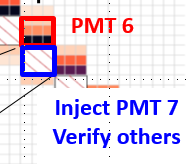 PMT 6
Inject PMT 7
Verify others